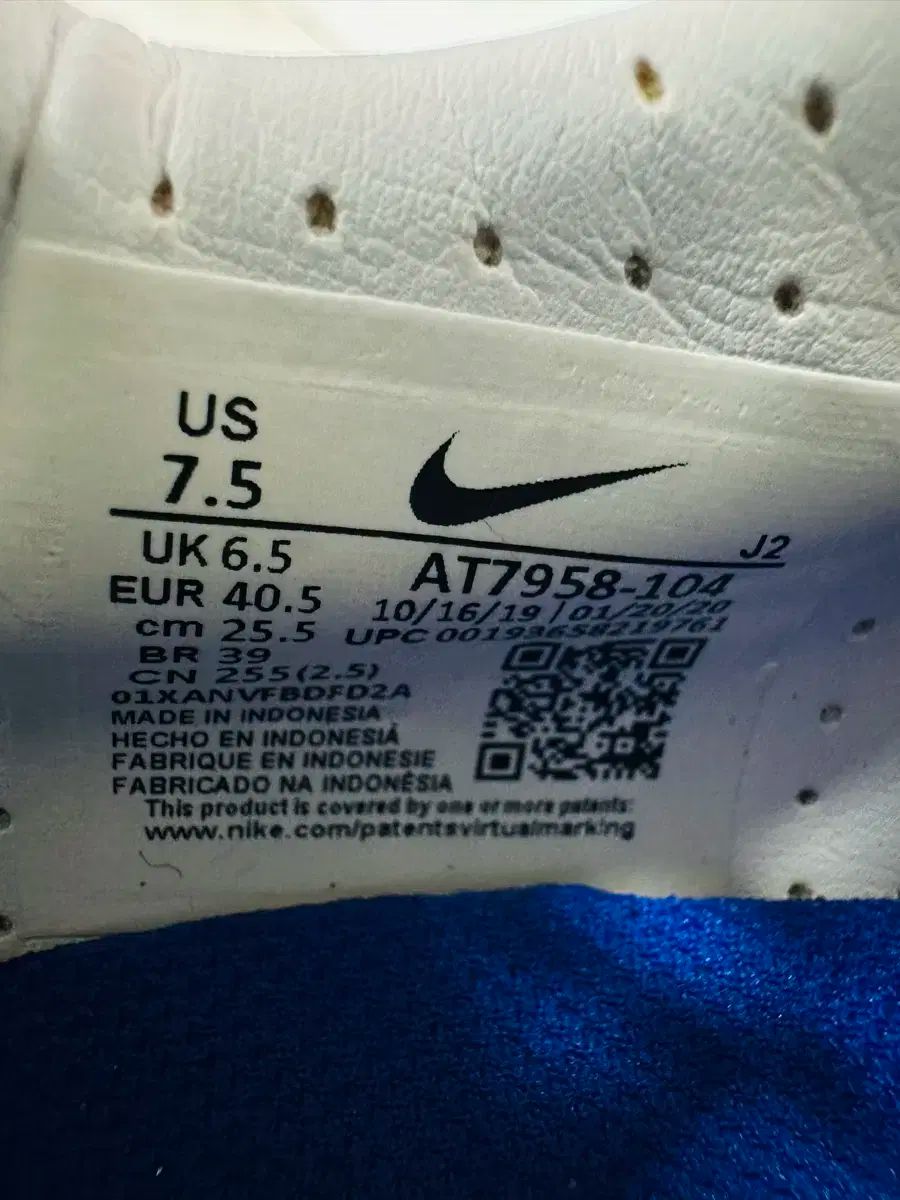 US
7.5
J2
UK 6.5
EUR 40.5
cm 25.5
BR 39
CN 255(2.5)
AT7958-104
10/16/19 | 01/20/20
UPC 00193658219761
01XANVFBDFD2A
MADE IN INDONESIA
HECHO EN INDONESIA
FABRIQUE EN INDONESIE
FABRICADO NA INDONÉSIA
This product is covered by one or more patents:
www.nike.com/patentsvirtualmarking